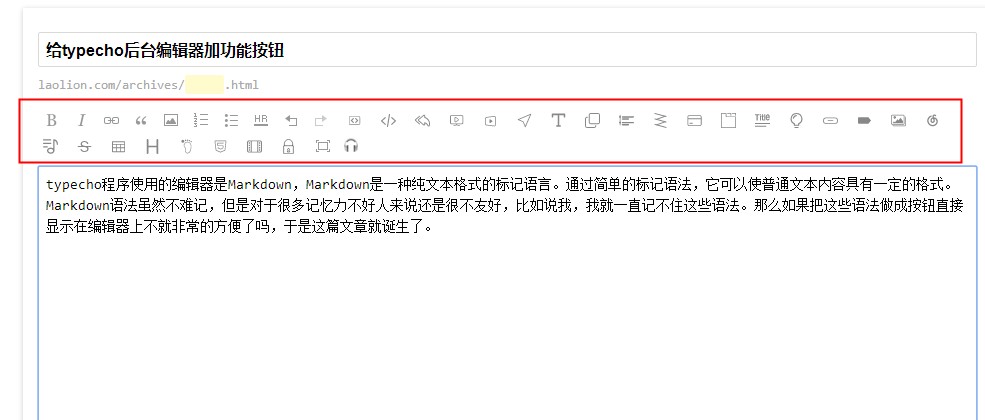 给typecho后台编辑器加功能按钮
laolion.com/archives/ .html
B I HR T Title
H
typecho程序使用的编辑器是Markdown，Markdown是一种纯文本格式的标记语言。通过简单的标记语法，它可以使普通文本内容具有一定的格式。
Markdown语法虽然不难记，但是对于很多记忆力不好人来说还是很不友好，比如说我，我就一直记不住这些语法。那么如果把这些语法做成按钮直接
显示在编辑器上不就非常的方便了吗，于是这篇文章就诞生了。